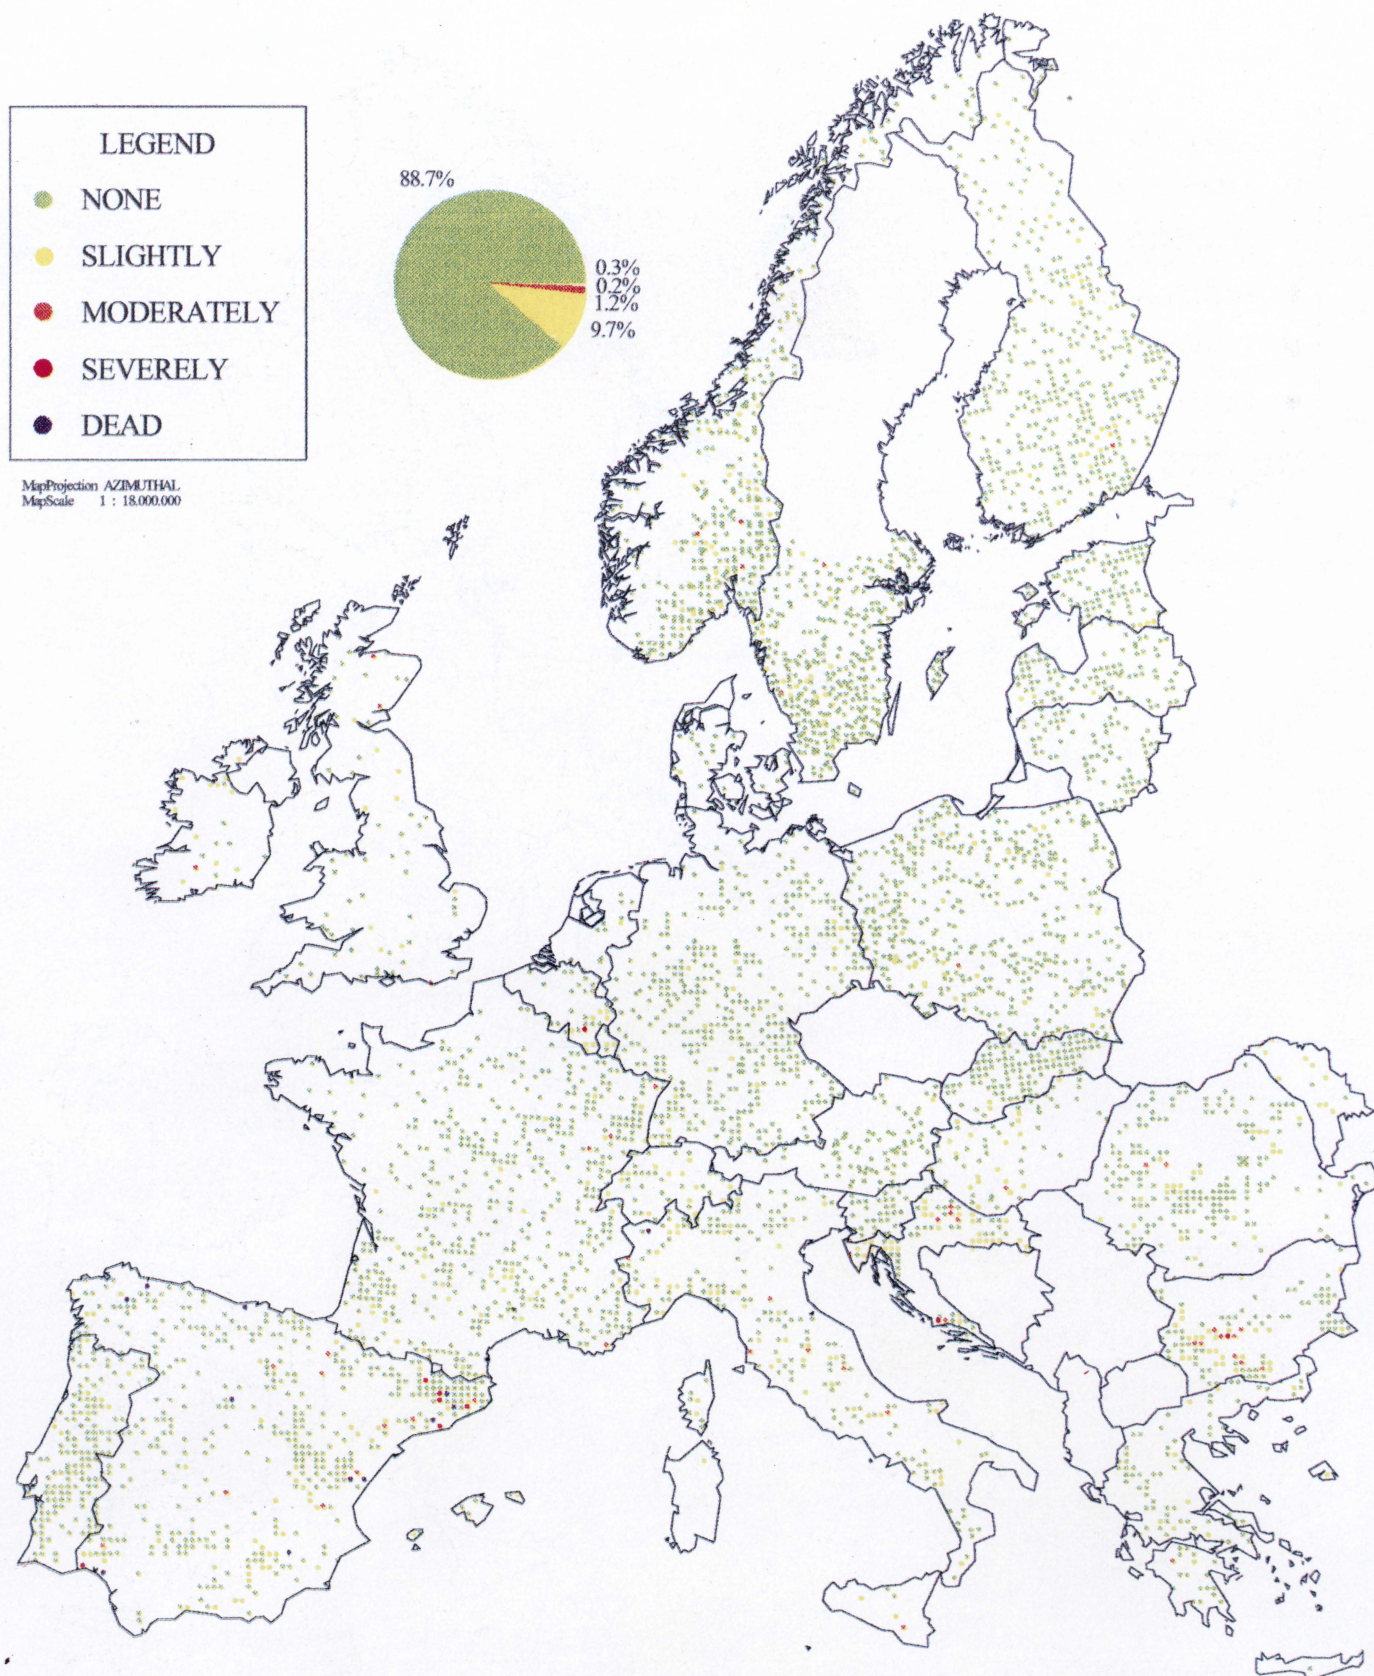 LEGEND
NONE
SLIGHTLY
MODERATELY
SEVERELY
DEAD
MapProjection AZIMUTHAL
MapScale 1 : 18.000.000
88.7%
0.3%
0.2%
1.2%
9.7%